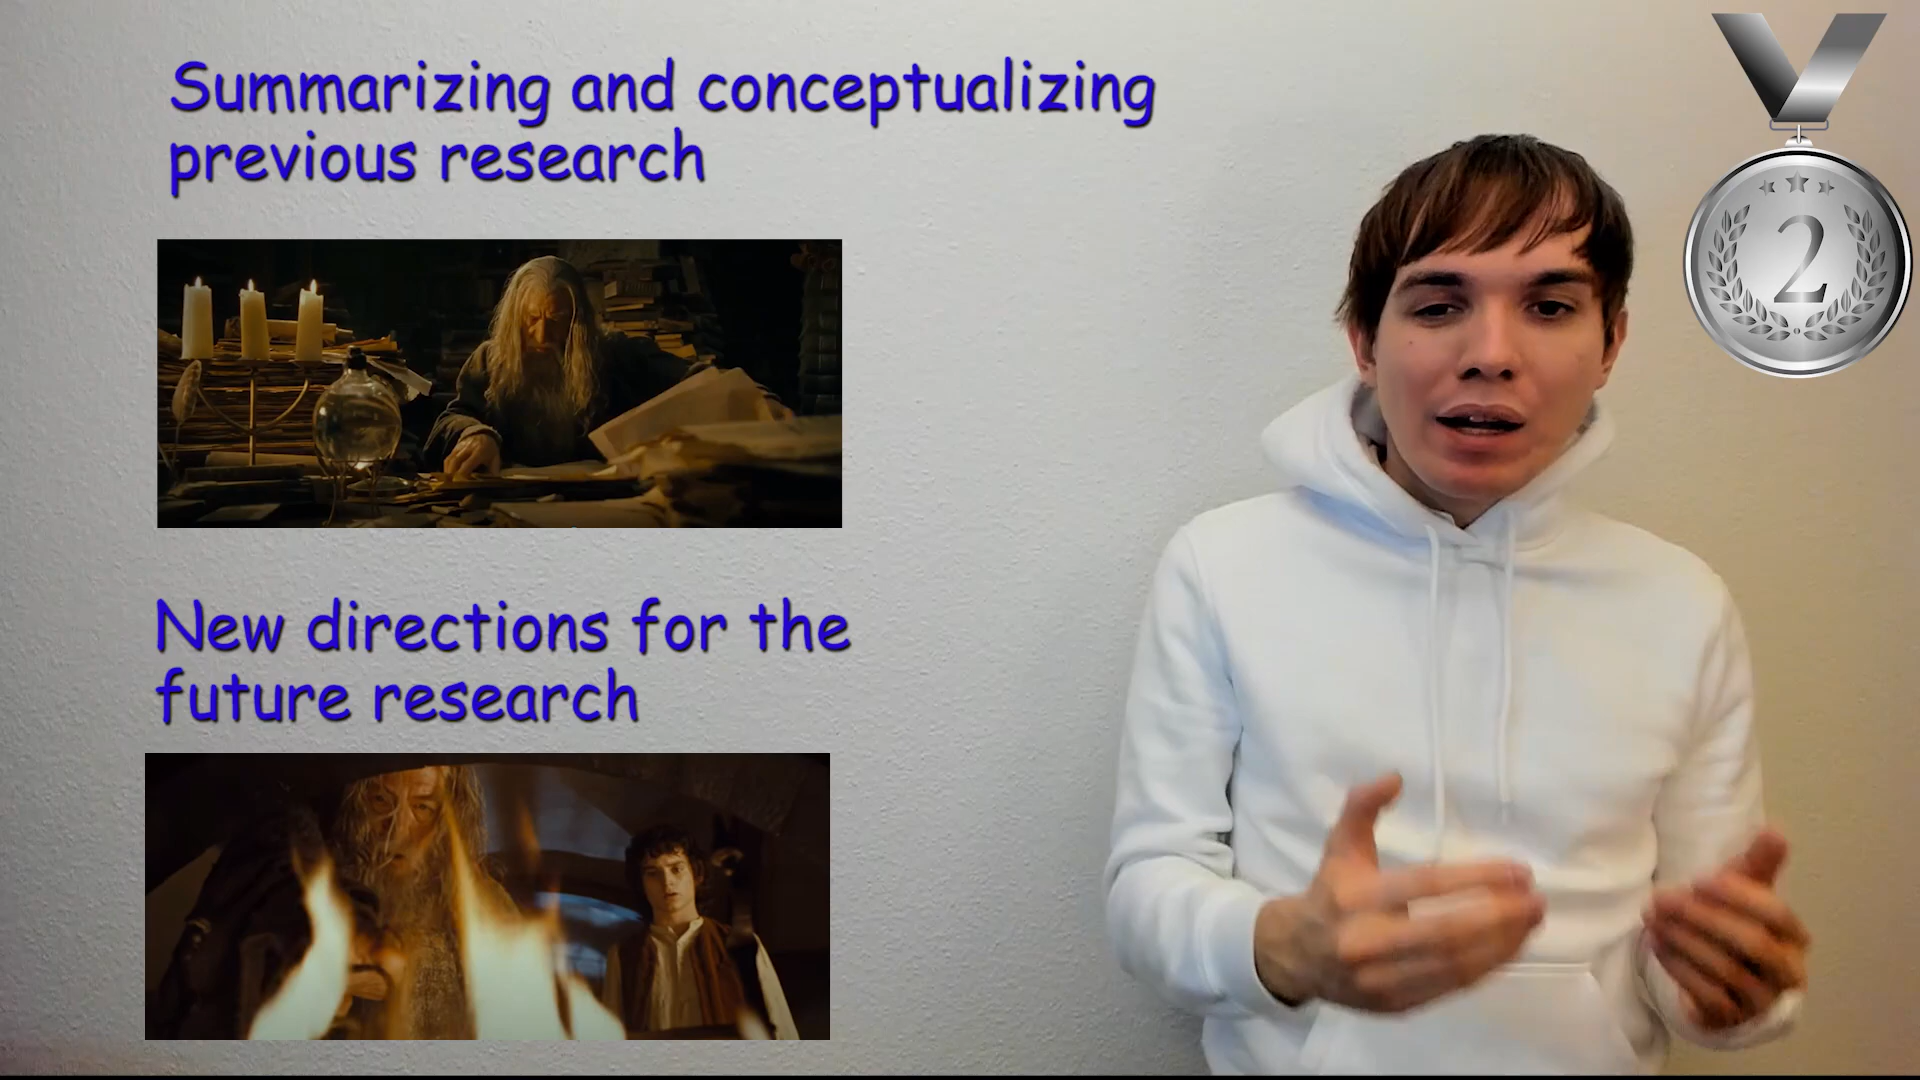 Summarizing and conceptualizing
previous research
2
New directions for the
future research